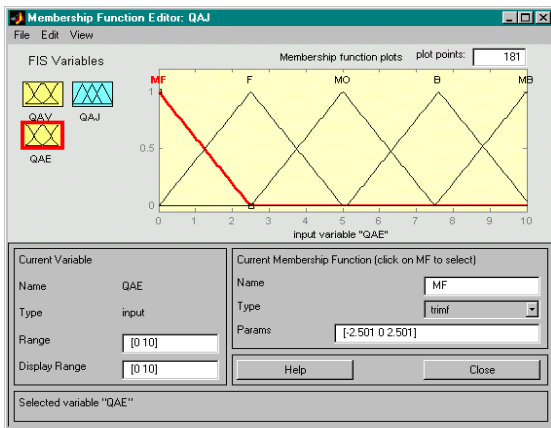 Membership Function Editor: QAJ
File Edit View
FIS Variables
Membership function plots plot points: 181
QAV QAJ
QAE
MF F MO B MB
1
0.5
0
0 1 2 3 4 5 6 7 8 9 10
input variable "QAE"
Current Variable
Name QAE
Type input
Range [0 10]
Display Range [0 10]
Current Membership Function (click on MF to select)
Name MF
Type trimf
Params [-2.501 0 2.501]
Help Close
Selected variable "QAE"